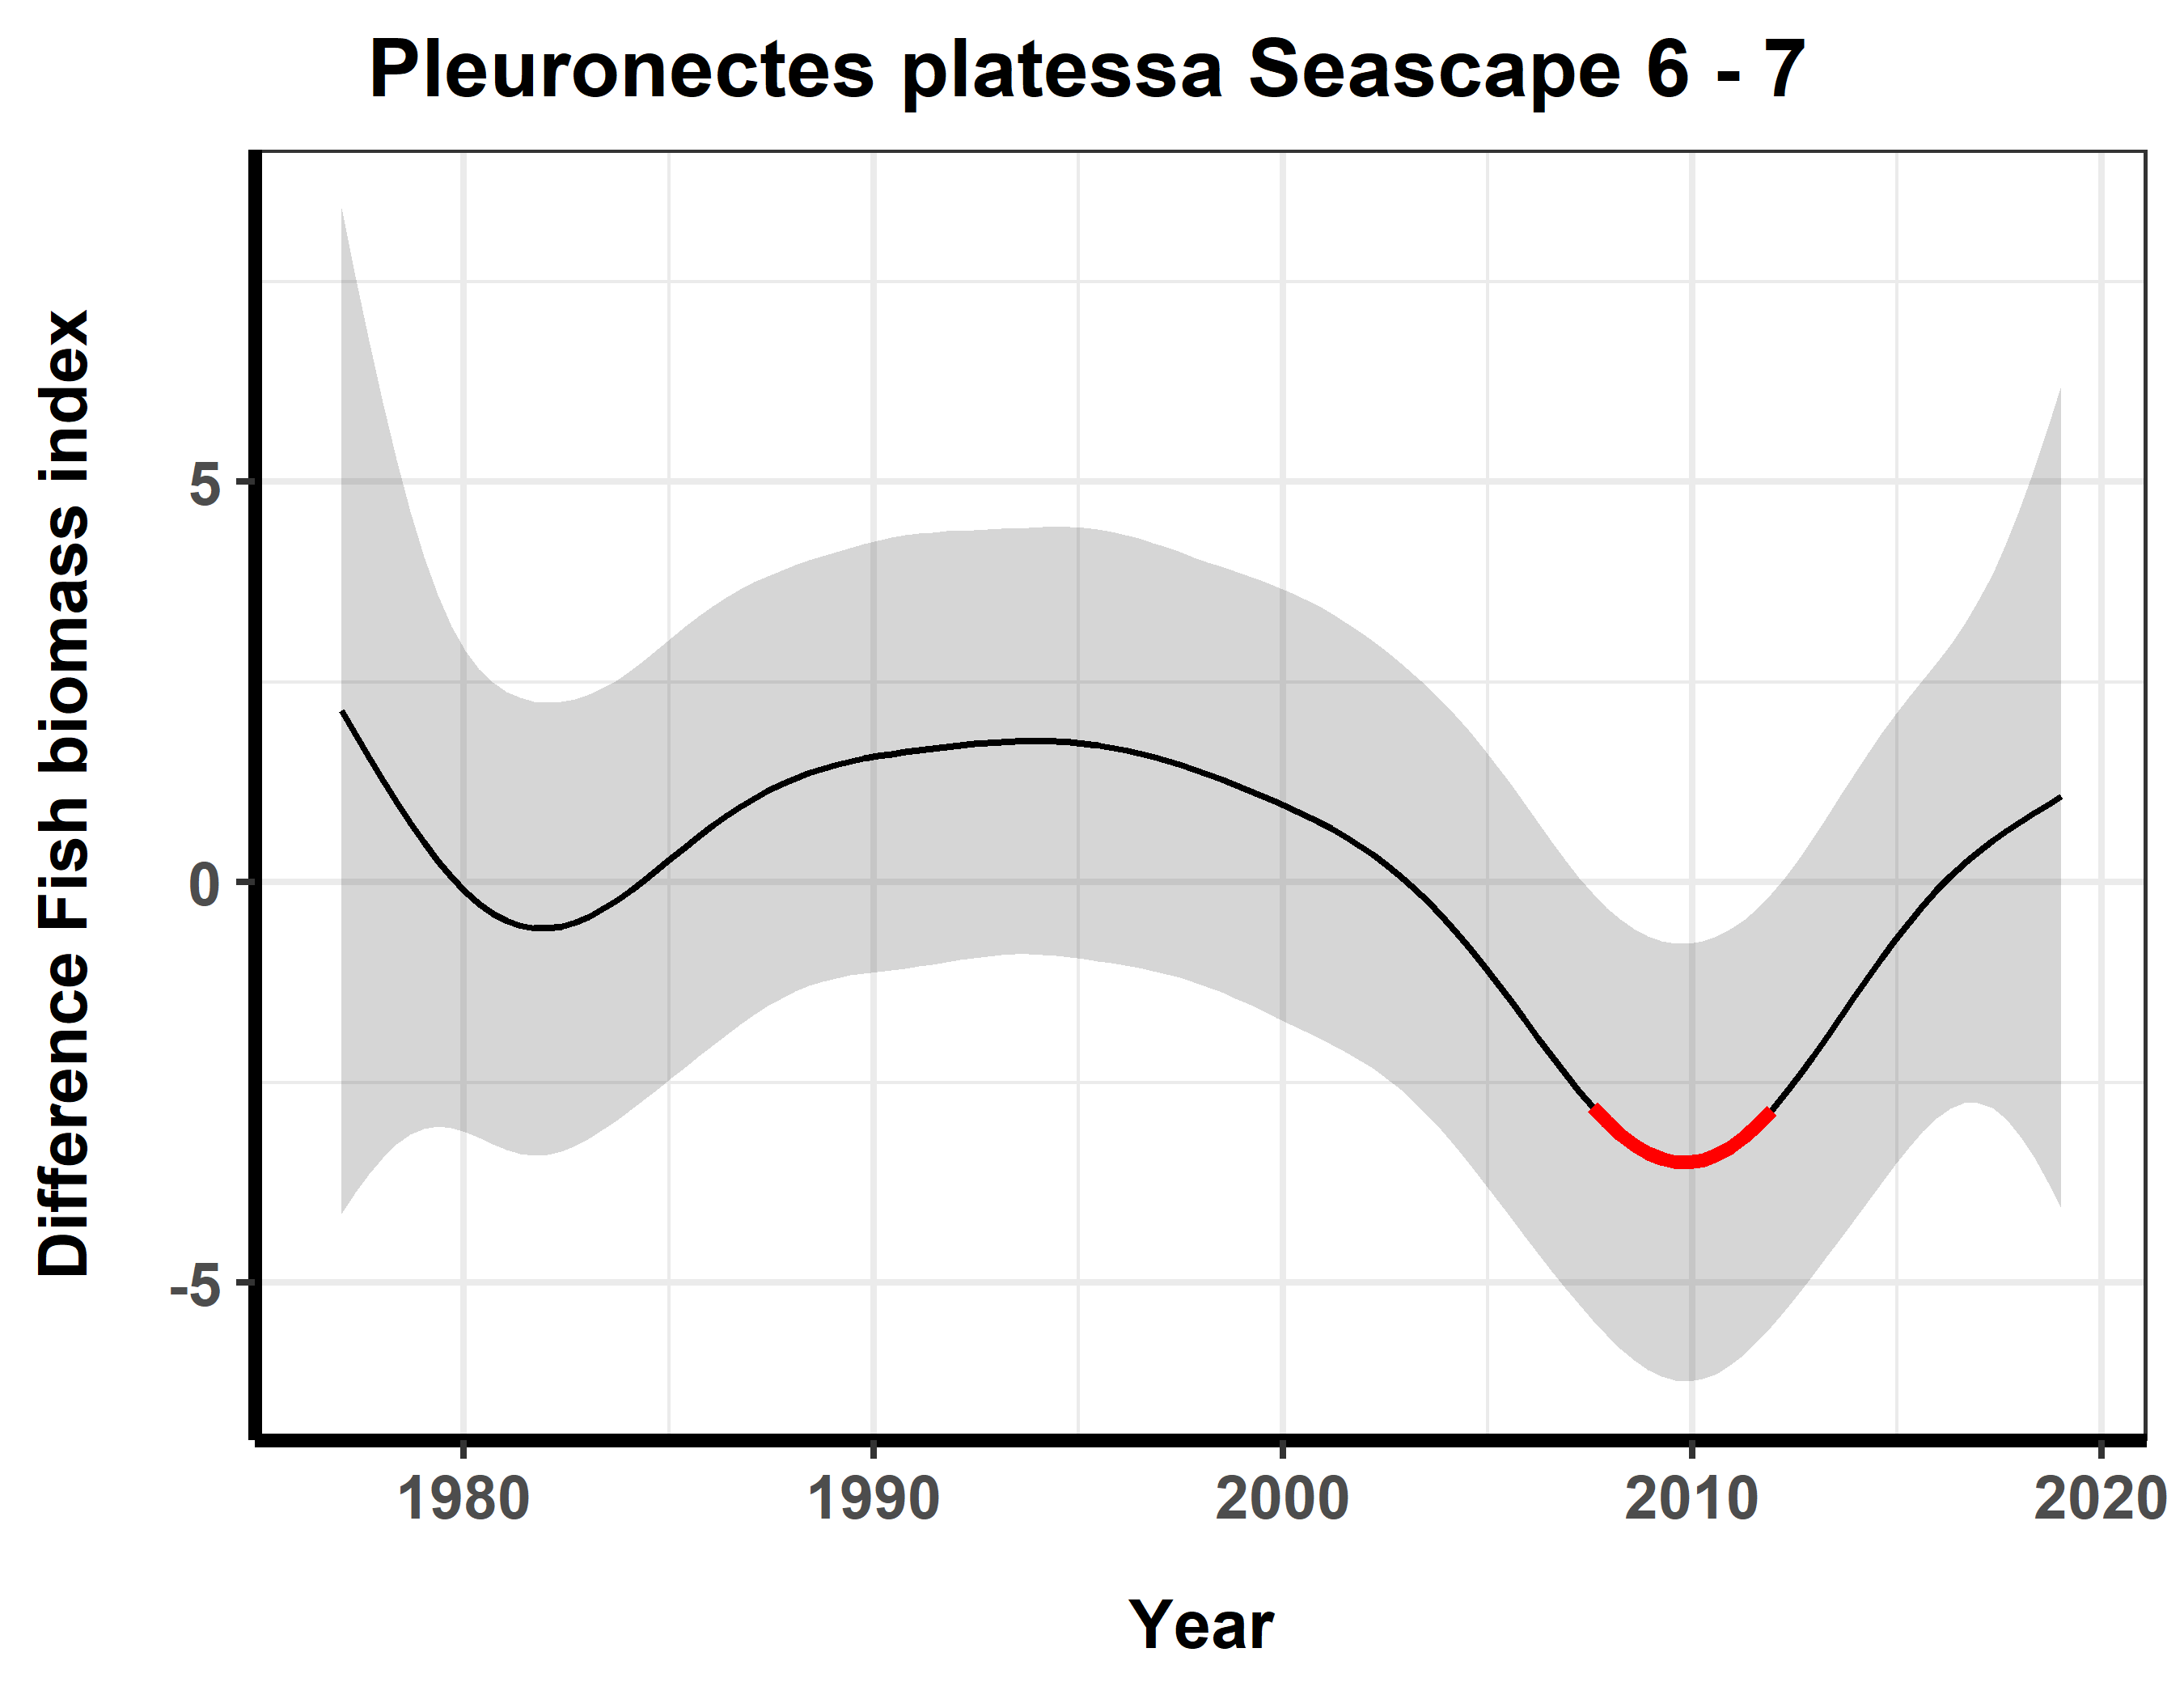 Pleuronectes platessa Seascape 6 - 7
Difference Fish biomass index
5
0
-5
1980
1990
2000
2010
2020
Year